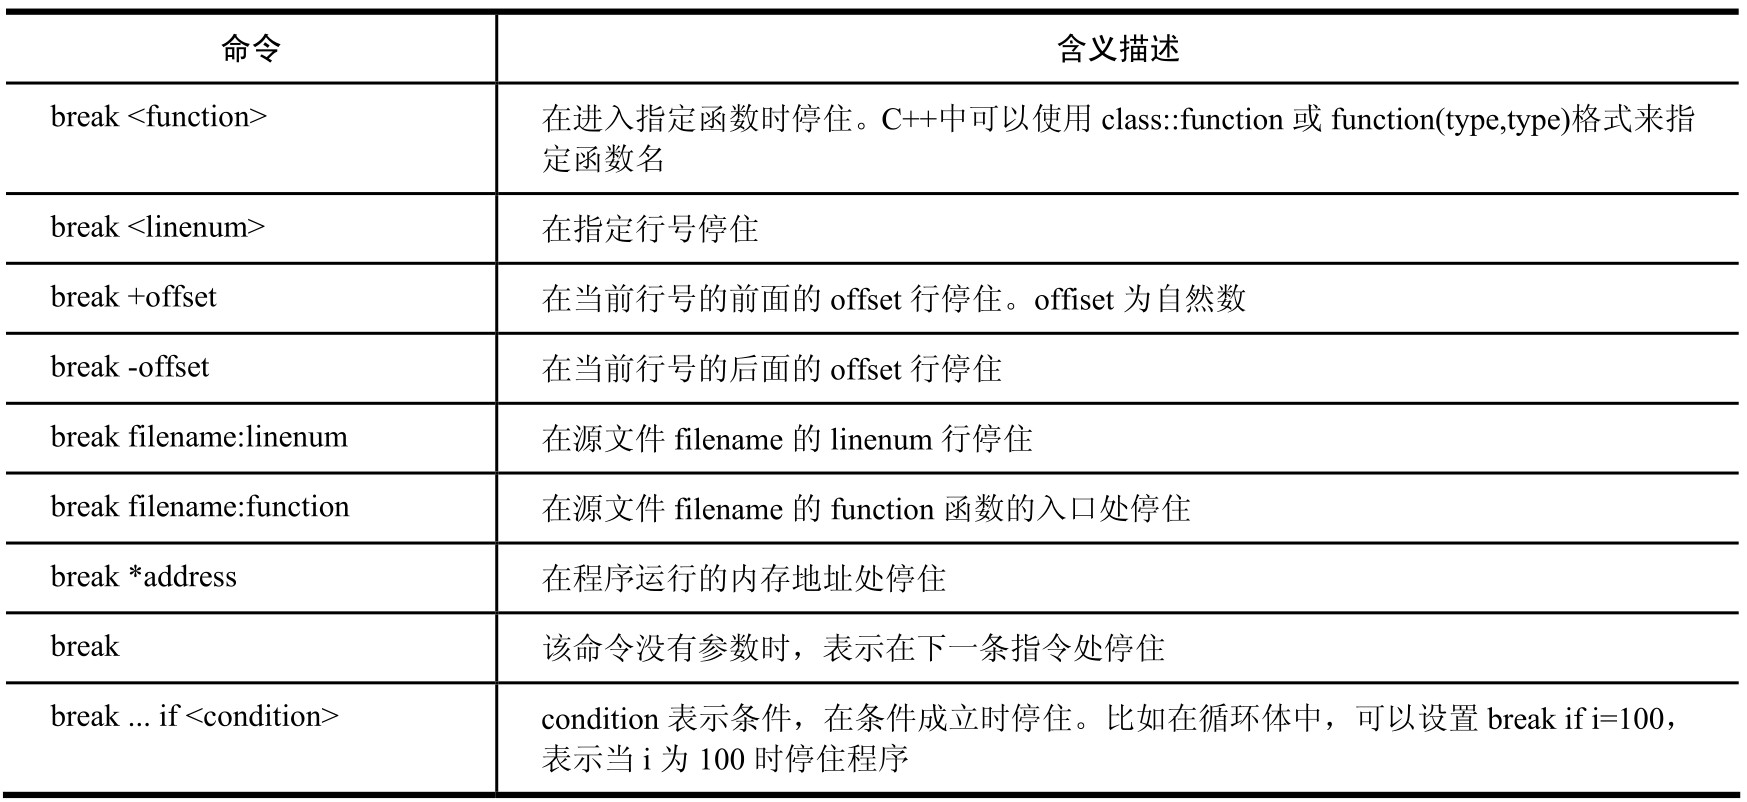 命令 含义描述
break <function> 在进入指定函数时停住。C++中可以使用 class::function 或 function(type,type)格式来指
定函数名
break <linenum> 在指定行号停住
break +offset 在当前行号的前面的 offset 行停住。offiset 为自然数
break -offset 在当前行号的后面的 offset 行停住
break filename:linenum 在源文件 filename 的 linenum 行停住
break filename:function 在源文件 filename 的 function 函数的入口处停住
break *address 在程序运行的内存地址处停住
break 该命令没有参数时，表示在下一条指令处停住
break ... if <condition> condition 表示条件，在条件成立时停住。比如在循环体中，可以设置 break if i=100，
表示当 i 为 100 时停住程序